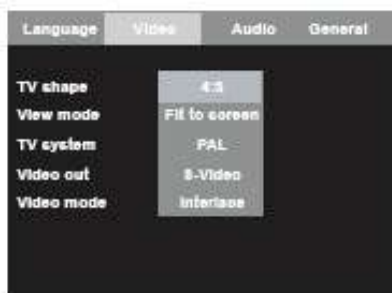 Language Video Audio General
TV shape 4:3
View mode Fit to screen
TV system PAL
Video out S-Video
Video mode Interlace